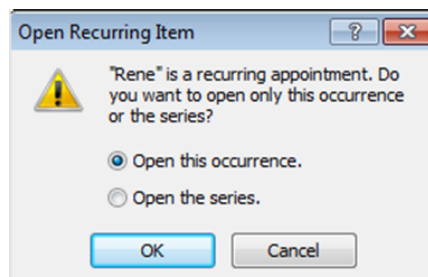 Open Recurring Item
"Rene" is a recurring appointment. Do
you want to open only this occurrence
or the series?
Open this occurrence.
Open the series.
OK Cancel